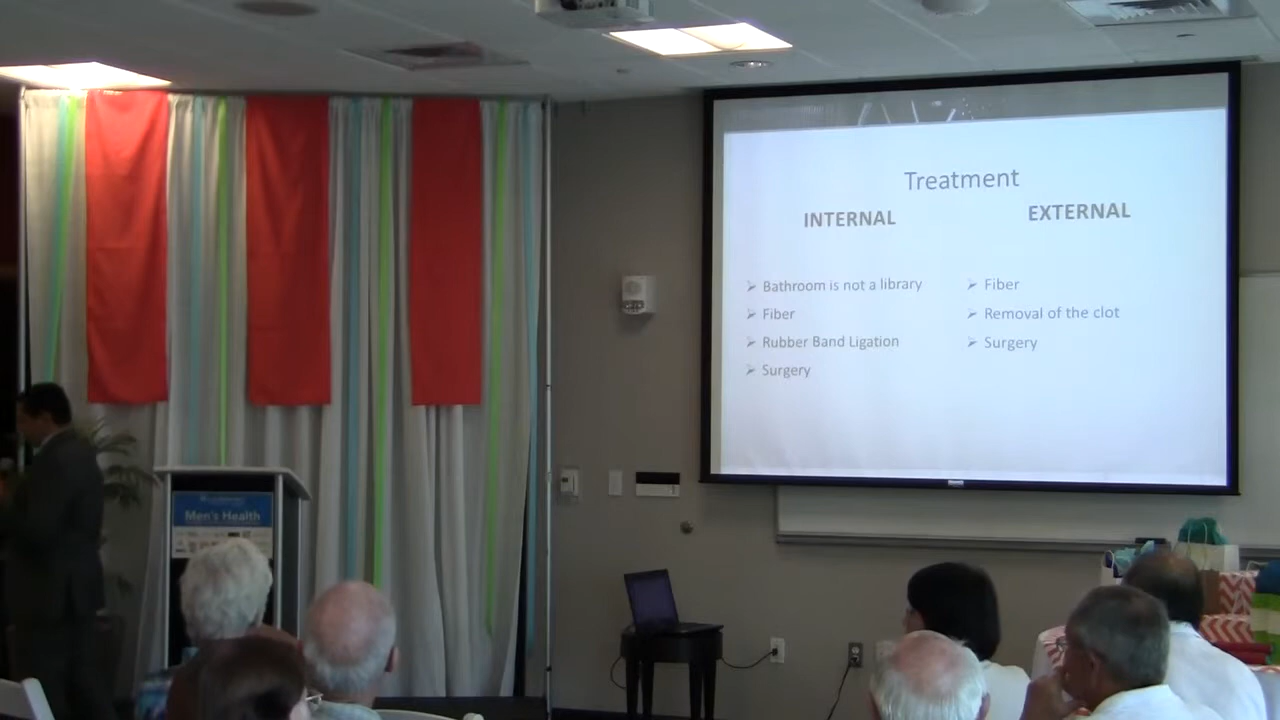 Treatment
INTERNAL
EXTERNAL
Bathroom is not a library
Fiber
Rubber Band Ligation
Surgery
Fiber
Removal of the clot
Surgery
Men's Health